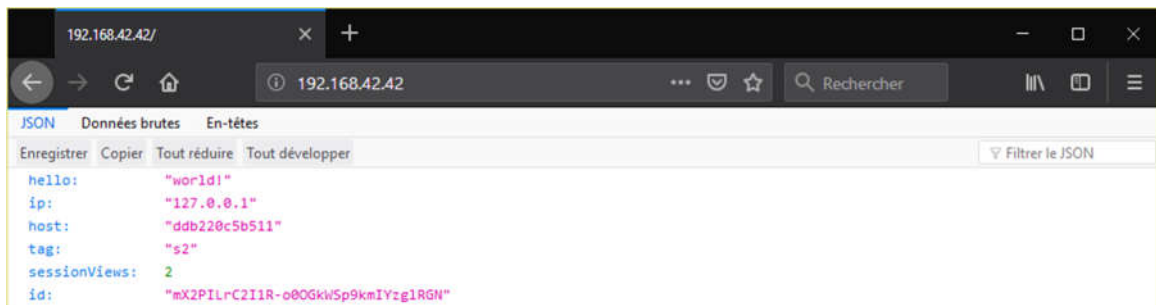 192.168.42.42/
192.168.42.42 ... Rechercher
JSON Données brutes En-têtes
Enregistrer Copier Tout réduire Tout développer Filtrer le JSON
hello: "world!"
ip: "127.0.0.1"
host: "ddb220c5b511"
tag: "s2"
sessionViews: 2
id: "mX2PILrC2I1R-o0OGkWSp9kmIYzglRGN"